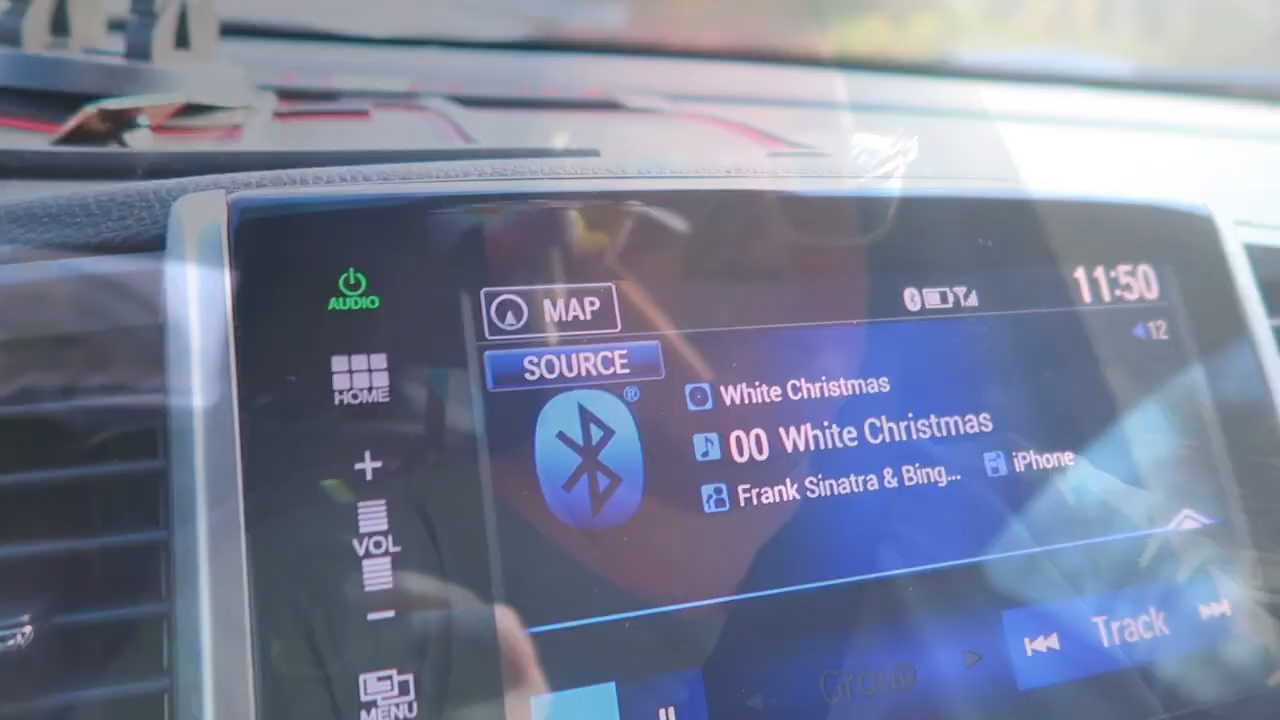 AUDIO
MAP
11:50
SOURCE
12
HOME
®
White Christmas
00 White Christmas
Frank Sinatra & Bing...
iPhone
+
VOL
-
Track
Group
MENU